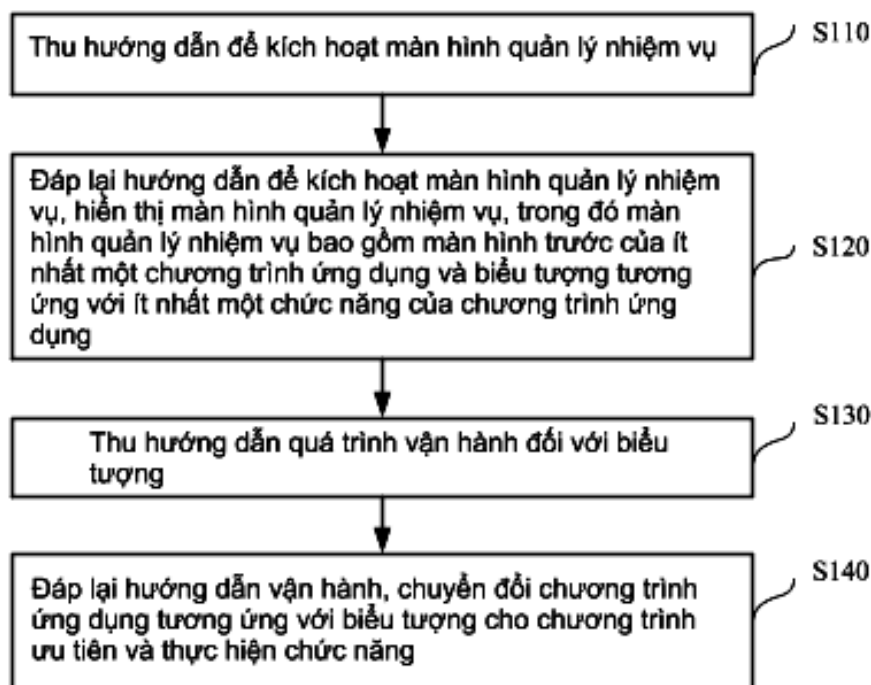 Thu hướng dẫn để kích hoạt màn hình quản lý nhiệm vụ
S110
Đáp lại hướng dẫn để kích hoạt màn hình quản lý nhiệm
vụ, hiển thị màn hình quản lý nhiệm vụ, trong đó màn
hình quản lý nhiệm vụ bao gồm màn hình trước của ít
nhất một chương trình ứng dụng và biểu tượng tương
ứng với ít nhất một chức năng của chương trình ứng
dụng
S120
Thu hướng dẫn quá trình vận hành đối với biểu
tượng
S130
Đáp lại hướng dẫn vận hành, chuyển đổi chương trình
ứng dụng tương ứng với biểu tượng cho chương trình
ưu tiên và thực hiện chức năng
S140